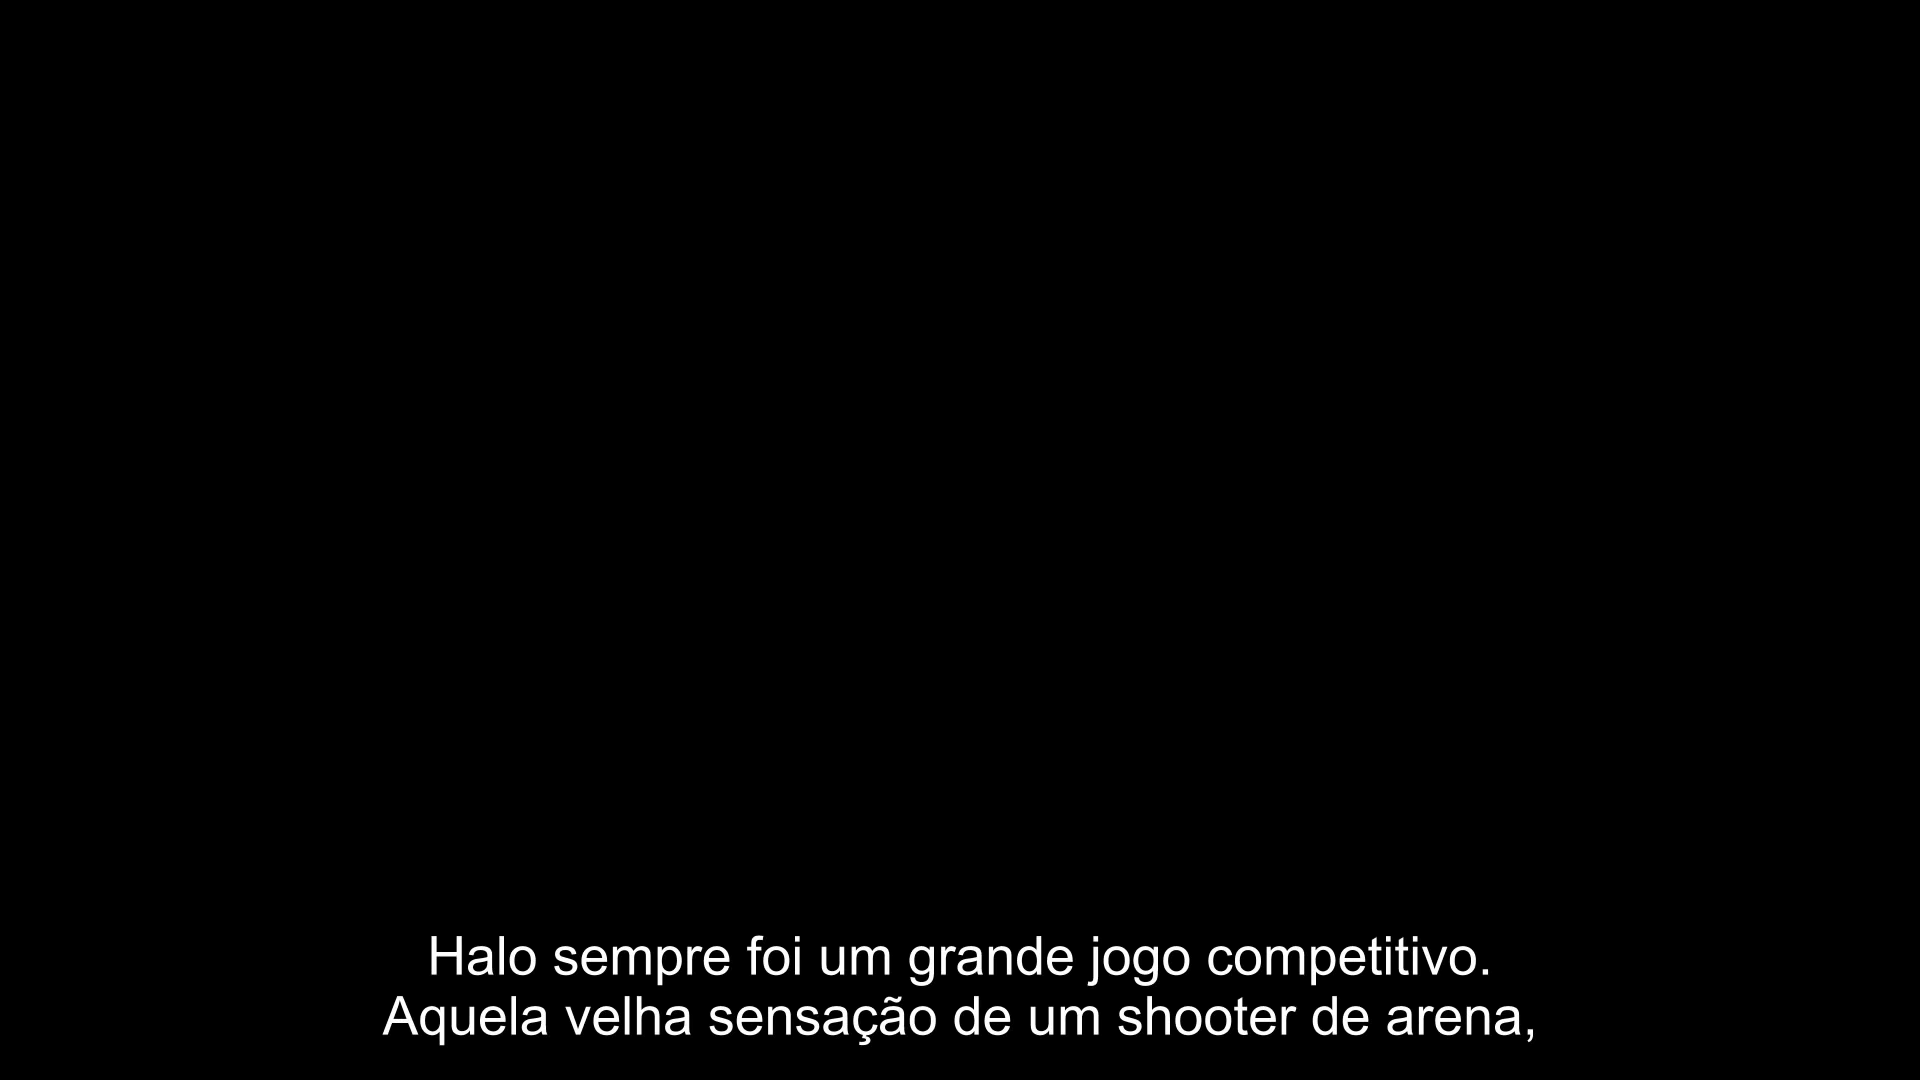 Halo sempre foi um grande jogo competitivo.
Aquela velha sensação de um shooter de arena,